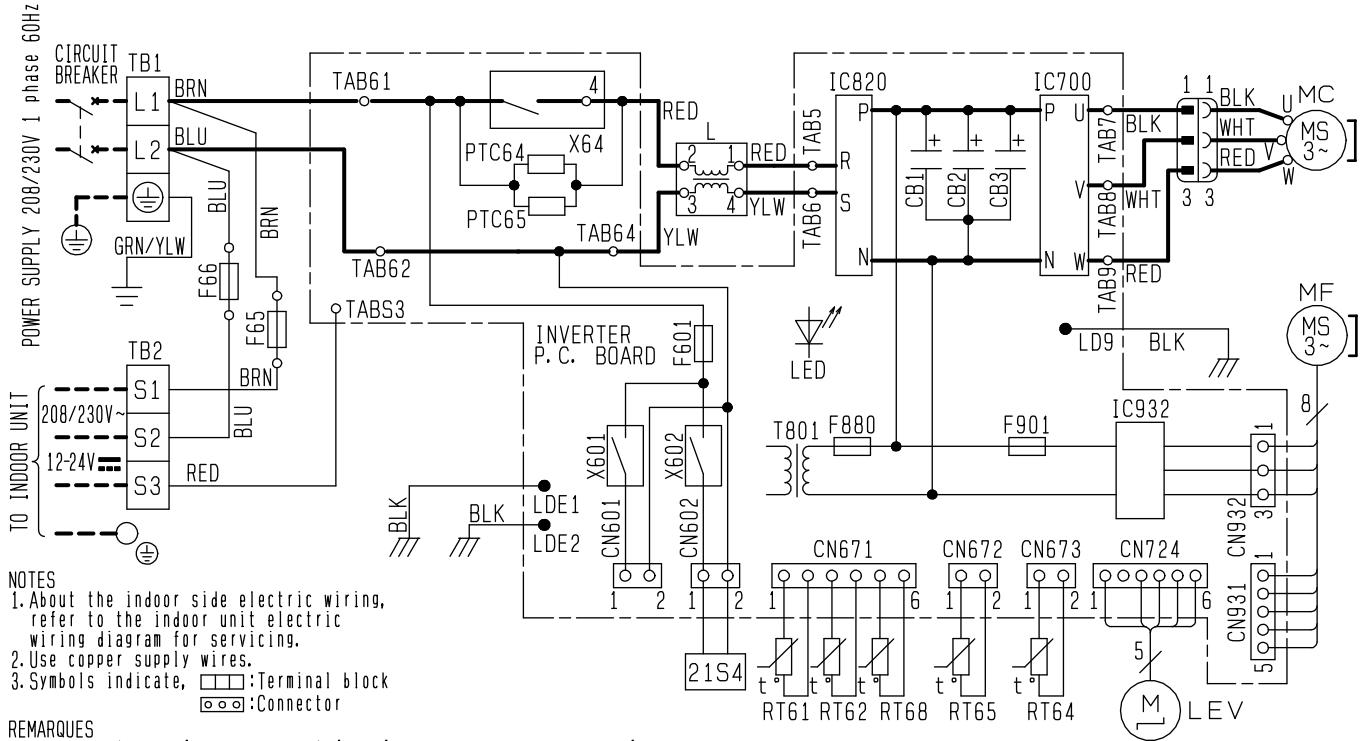 POWER SUPPLY 208/230V 1 phase 60Hz
CIRCUIT
BREAKER
TB1
L1
L2
BRN
BLU
BLU
BRN
GRN/YLW
F66
F65
TAB61
TAB62
TABS3
4
X64
PTC64
PTC65
TAB64
RED
YLW
L
2 1
3 4
RED
YLW
TAB5
TAB6
IC820
P
R
S
N
CB1
CB2
CB3
IC700
P
U
V
N W
TAB7
TAB8
TAB9
BLK
WHT
RED
1 1
3 3
BLK
WHT
RED
U
V
W
MC
MS
3~
MF
MS
3~
8
TB2
S1
S2
S3
BRN
BLU
RED
TO INDOOR UNIT
208/230V~
12-24V
INVERTER
P.C. BOARD
F601
LED
LD9 BLK
X601
X602
T801
F880
F901
IC932
1
3
CN932
BLK
BLK
LDE1
LDE2
CN601
CN602
1 2
1 2
21S4
CN671
1 6
CN672
1 2
CN673
1 2
CN724
1 6
CN931
1
5
t° t° t° t° t°
RT61 RT62 RT68 RT65 RT64
5
M
LEV
NOTES
1. About the indoor side electric wiring,
refer to the indoor unit electric
wiring diagram for servicing.
2. Use copper supply wires.
3. Symbols indicate, :Terminal block
:Connector
REMARQUES